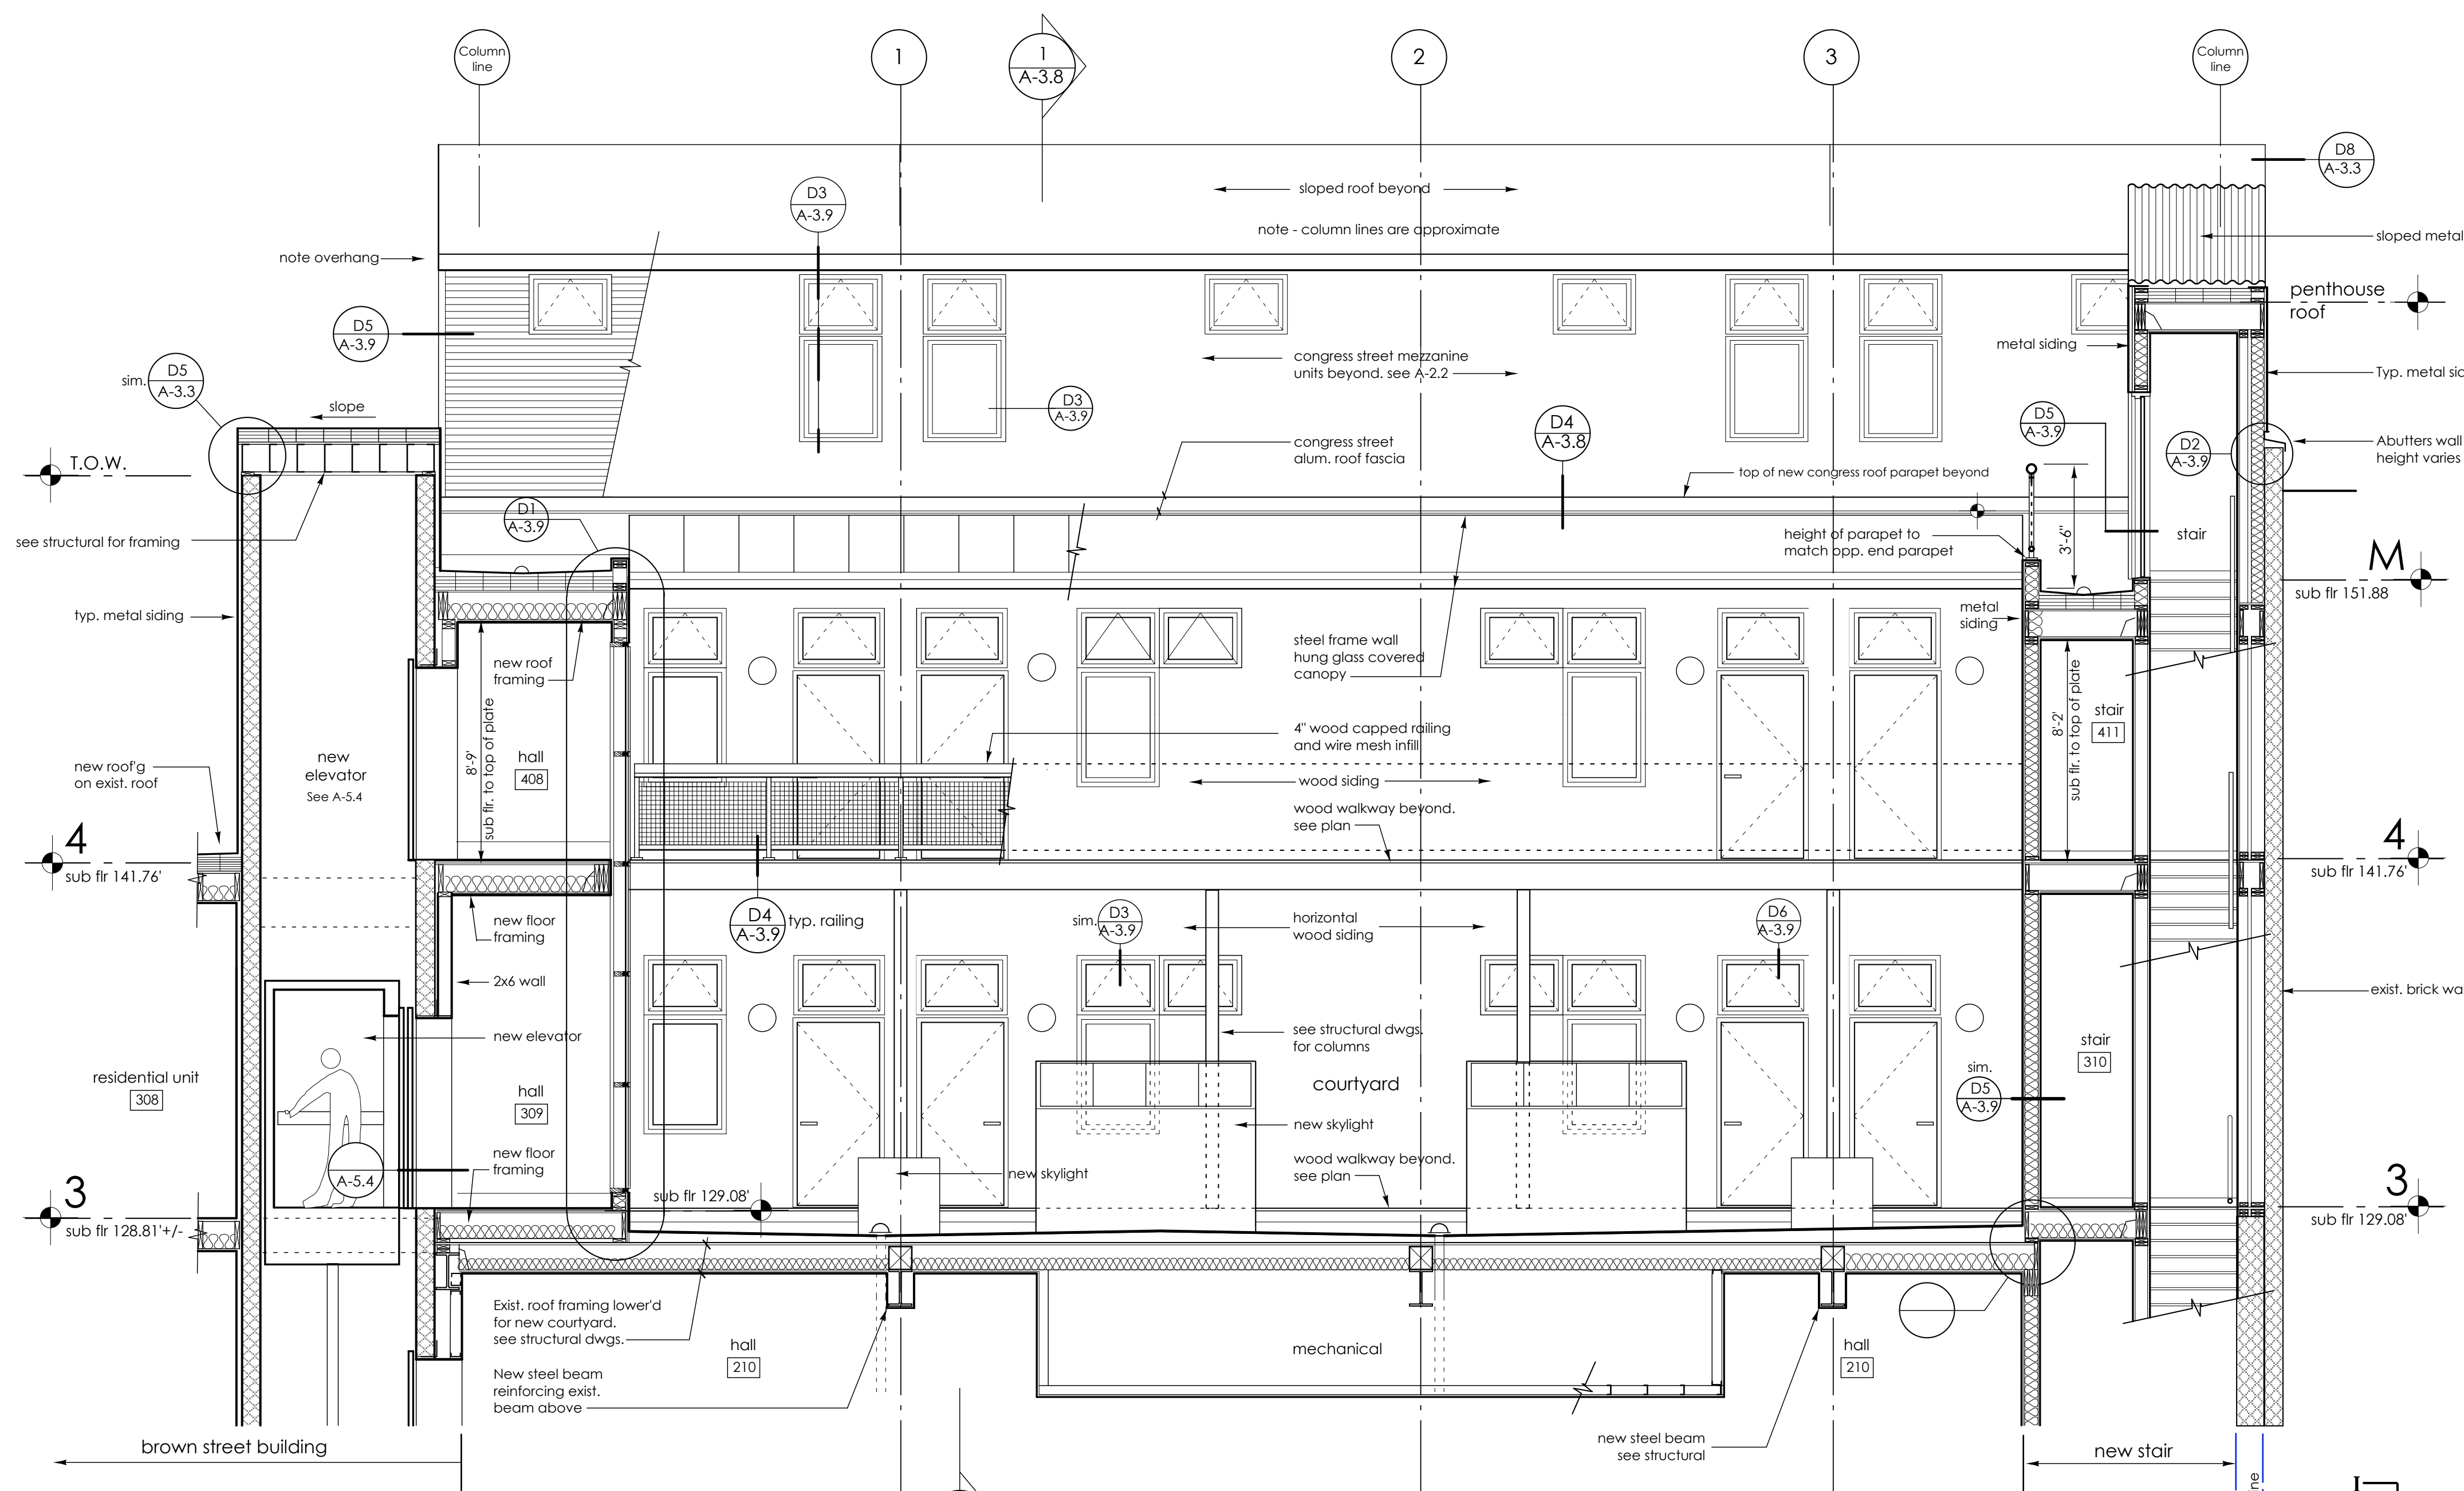 Column
line
1
1
A-3.8
2
3
Column
line
D8
A-3.3
D3
A-3.9
sloped roof beyond
note - column lines are approximate
note overhang
sloped metal
penthouse
roof
D5
A-3.9
metal siding
congress street mezzanine
units beyond. see A-2.2
Typ. metal sid
sim.
D5
A-3.3
slope
D3
A-3.9
D4
A-3.8
D5
A-3.9
D2
A-3.9
congress street
alum. roof fascia
Abutters wall
height varies
T.O.W.
top of new congress roof parapet beyond
D1
A-3.9
see structural for framing
height of parapet to
match opp. end parapet
3'-6"
stair
M
sub flr 151.88
typ. metal siding
metal
siding
new roof
framing
steel frame wall
hung glass covered
canopy
8'-9'
sub flr. to top of plate
8'-2'
sub flr. to top of plate
stair
411
4" wood capped railing
and wire mesh infill
new
elevator
See A-5.4
hall
408
new roof'g
on exist. roof
wood siding
wood walkway beyond.
see plan
4
sub flr 141.76'
4
sub flr 141.76'
new floor
framing
D4
A-3.9
typ. railing
sim.
D3
A-3.9
horizontal
wood siding
D6
A-3.9
2x6 wall
exist. brick wa
new elevator
see structural dwgs.
for columns
stair
310
residential unit
308
hall
309
courtyard
sim.
D5
A-3.9
new skylight
new floor
framing
A-5.4
wood walkway beyond.
see plan
new skylight
3
sub flr 128.81'+/-
sub flr 129.08'
3
sub flr 129.08'
Exist. roof framing lower'd
for new courtyard.
see structural dwgs.
hall
210
mechanical
hall
210
New steel beam
reinforcing exist.
beam above
new steel beam
see structural
brown street building
new stair
ine